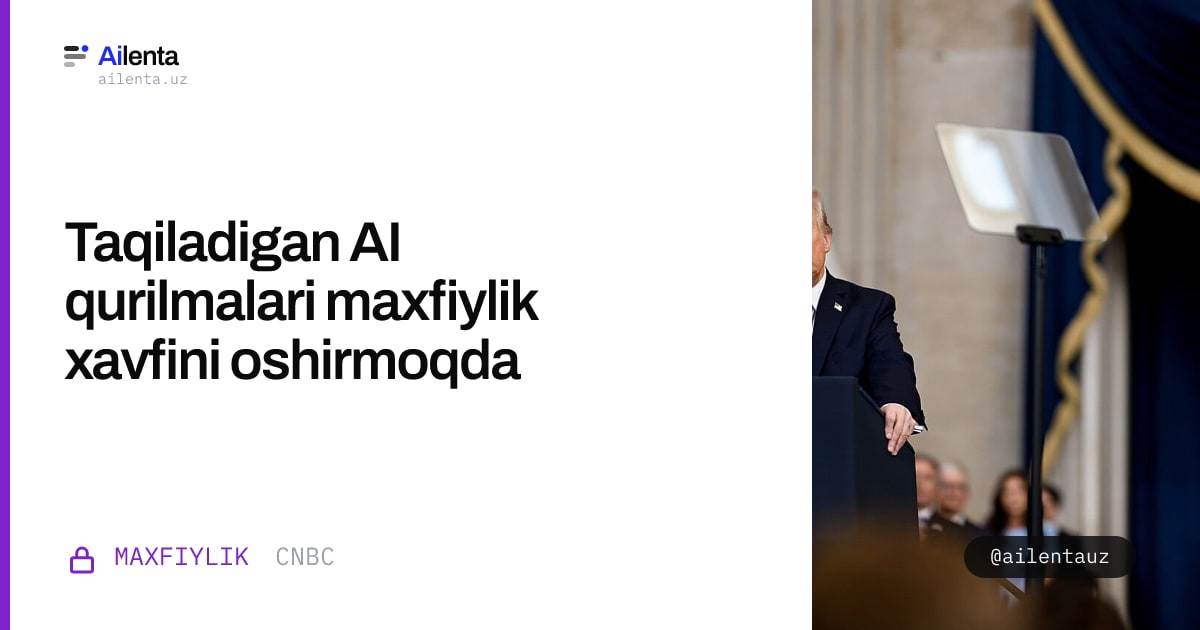 Ailenta
ailenta.uz
Taqiladigan AI
qurilmalari maxfiylik
xavfini oshirmoqda
MAXFIYLIK CNBC
@ailentauz